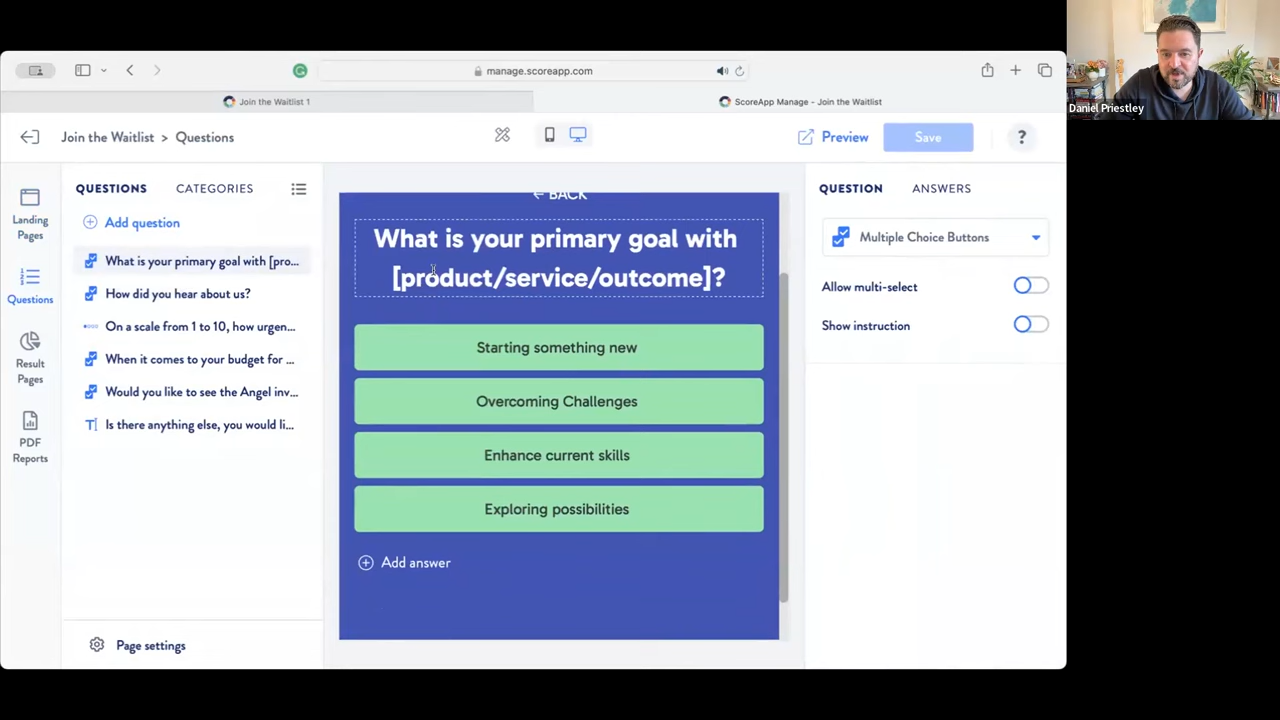 Daniel Priestley
manage.scoreapp.com
Join the Waitlist 1
ScoreApp Manage - Join the Waitlist
Join the Waitlist > Questions
Preview
Save
?
Landing
Pages
Questions
Result
Pages
PDF
Reports
QUESTIONS
CATEGORIES
Add question
What is your primary goal with [pro...
How did you hear about us?
On a scale from 1 to 10, how urgen...
When it comes to your budget for ...
Would you like to see the Angel inv...
Is there anything else, you would li...
Page settings
← BACK
What is your primary goal with
[product/service/outcome]?
Starting something new
Overcoming Challenges
Enhance current skills
Exploring possibilities
Add answer
QUESTION
ANSWERS
Multiple Choice Buttons
Allow multi-select
Show instruction